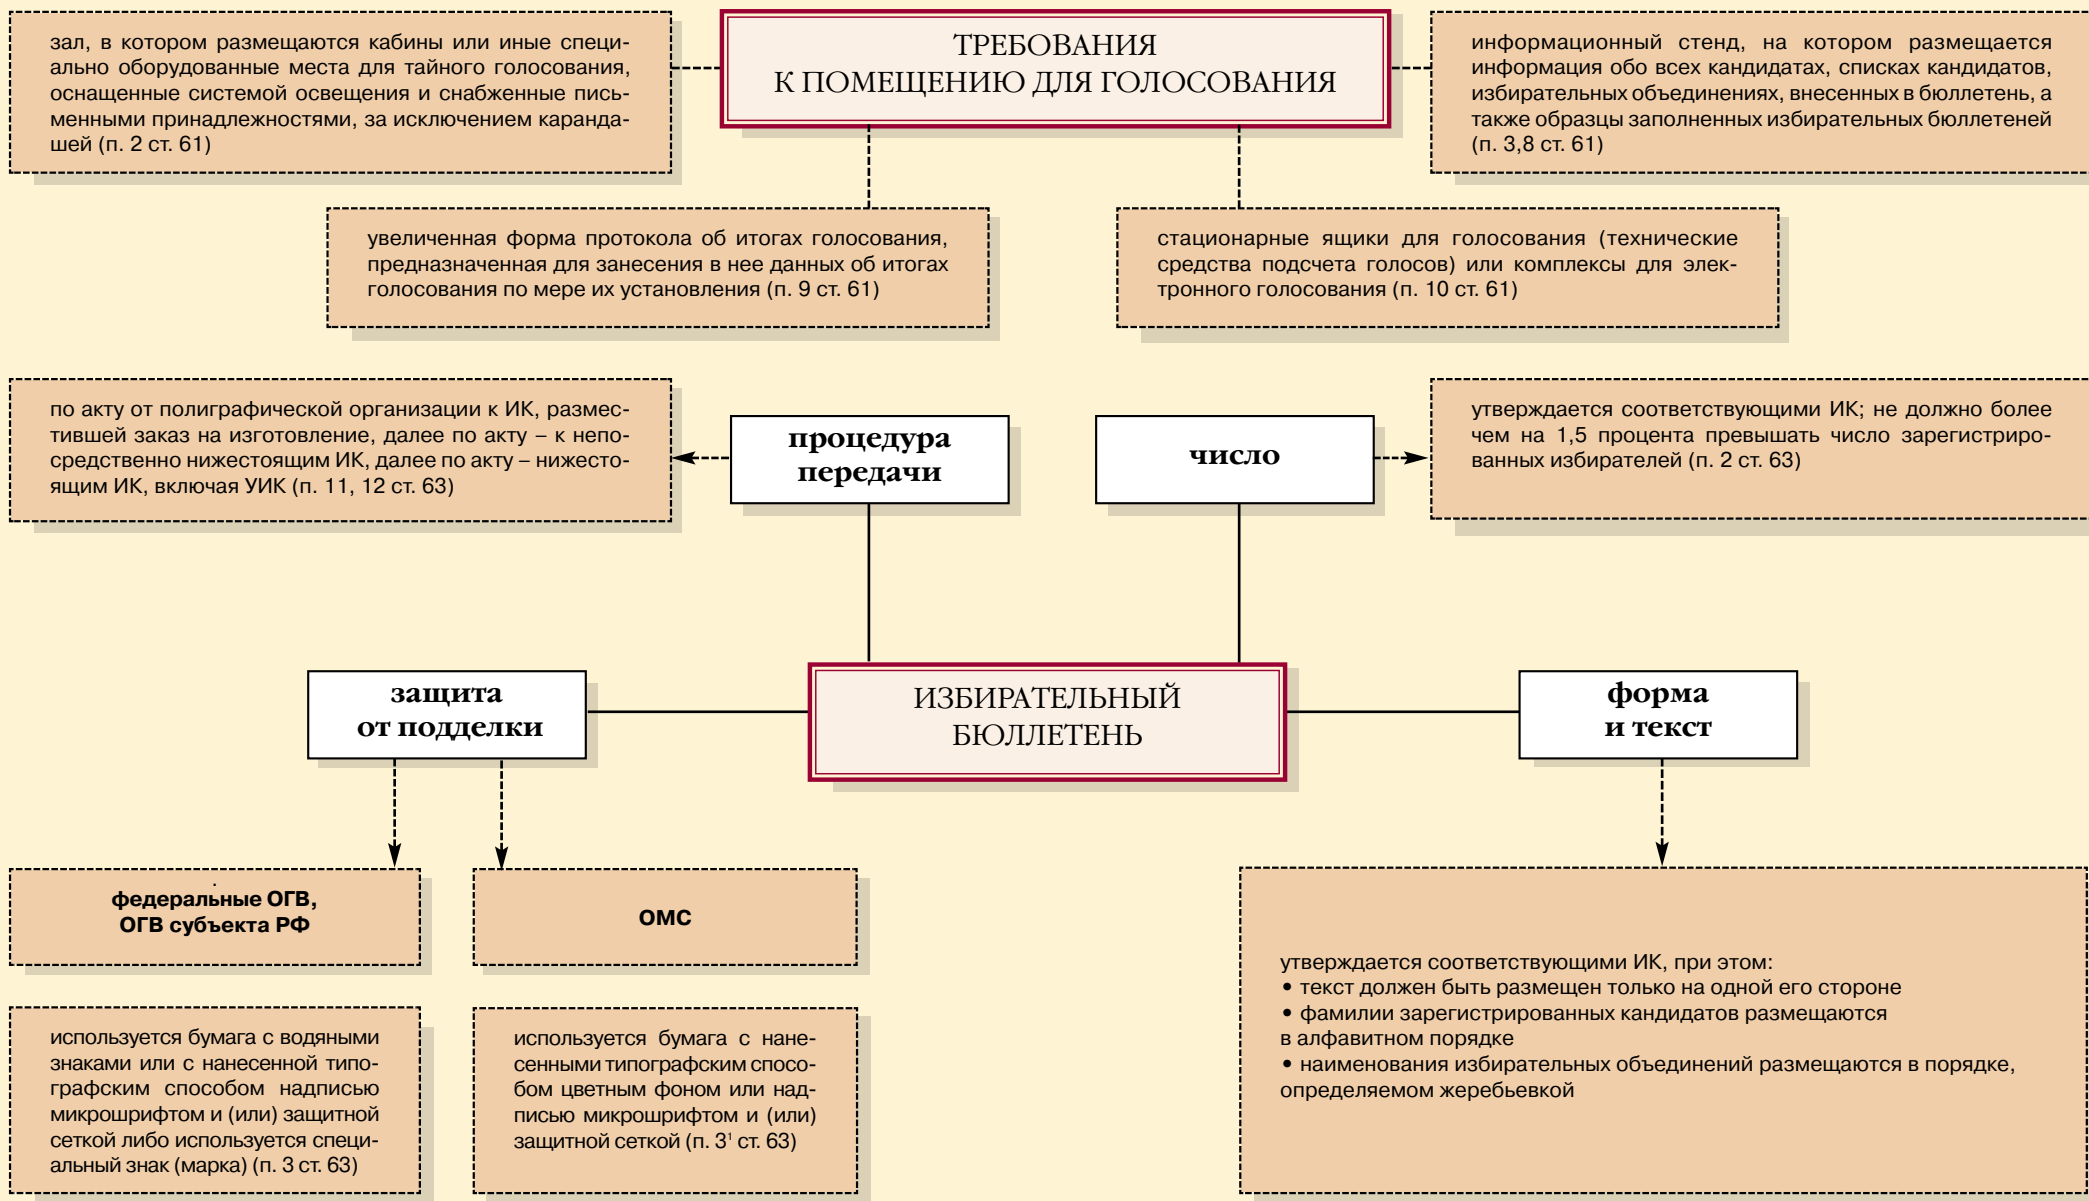 ТРЕБОВАНИЯ
К ПОМЕЩЕНИЮ ДЛЯ ГОЛОСОВАНИЯ
зал, в котором размещаются кабины или иные специ-
ально оборудованные места для тайного голосования,
оснащенные системой освещения и снабженные пись-
менными принадлежностями, за исключением каранда-
шей (п. 2 ст. 61)
информационный стенд, на котором размещается
информация обо всех кандидатах, списках кандидатов,
избирательных объединениях, внесенных в бюллетень, а
также образцы заполненных избирательных бюллетеней
(п. 3,8 ст. 61)
увеличенная форма протокола об итогах голосования,
предназначенная для занесения в нее данных об итогах
голосования по мере их установления (п. 9 ст. 61)
стационарные ящики для голосования (технические
средства подсчета голосов) или комплексы для элек-
тронного голосования (п. 10 ст. 61)
по акту от полиграфической организации к ИК, размес-
тившей заказ на изготовление, далее по акту – к непо-
средственно нижестоящим ИК, далее по акту – нижесто-
ящим ИК, включая УИК (п. 11, 12 ст. 63)
процедура
передачи
число
утверждается соответствующими ИК; не должно более
чем на 1,5 процента превышать число зарегистриро-
ванных избирателей (п. 2 ст. 63)
защита
от подделки
ИЗБИРАТЕЛЬНЫЙ
БЮЛЛЕТЕНЬ
форма
и текст
федеральные ОГВ,
ОГВ субъекта РФ
ОМС
используется бумага с водяными
знаками или с нанесенной типо-
графским способом надписью
микрошрифтом и (или) защитной
сеткой либо используется специ-
альный знак (марка) (п. 3 ст. 63)
используется бумага с нане-
сенными типографским спосо-
бом цветным фоном или над-
писью микрошрифтом и (или)
защитной сеткой (п. 3¹ ст. 63)
утверждается соответствующими ИК, при этом:
• текст должен быть размещен только на одной его стороне
• фамилии зарегистрированных кандидатов размещаются
в алфавитном порядке
• наименования избирательных объединений размещаются в порядке,
определяемом жеребьевкой